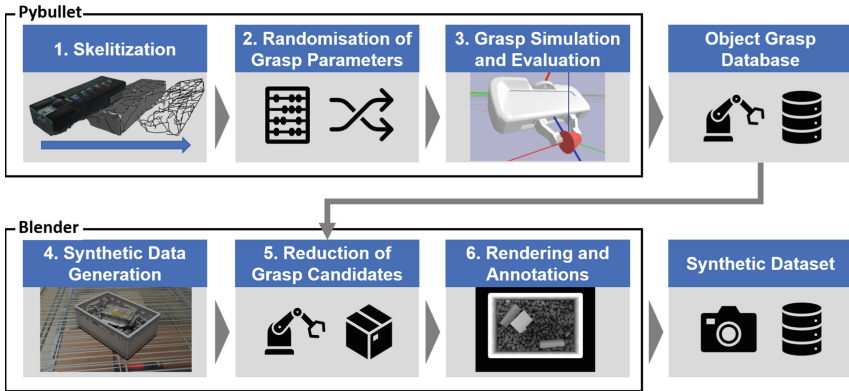 Pybullet
1. Skelitization
2. Randomisation of
Grasp Parameters
3. Grasp Simulation
and Evaluation
Object Grasp
Database
Blender
4. Synthetic Data
Generation
5. Reduction of
Grasp Candidates
6. Rendering and
Annotations
Synthetic Dataset